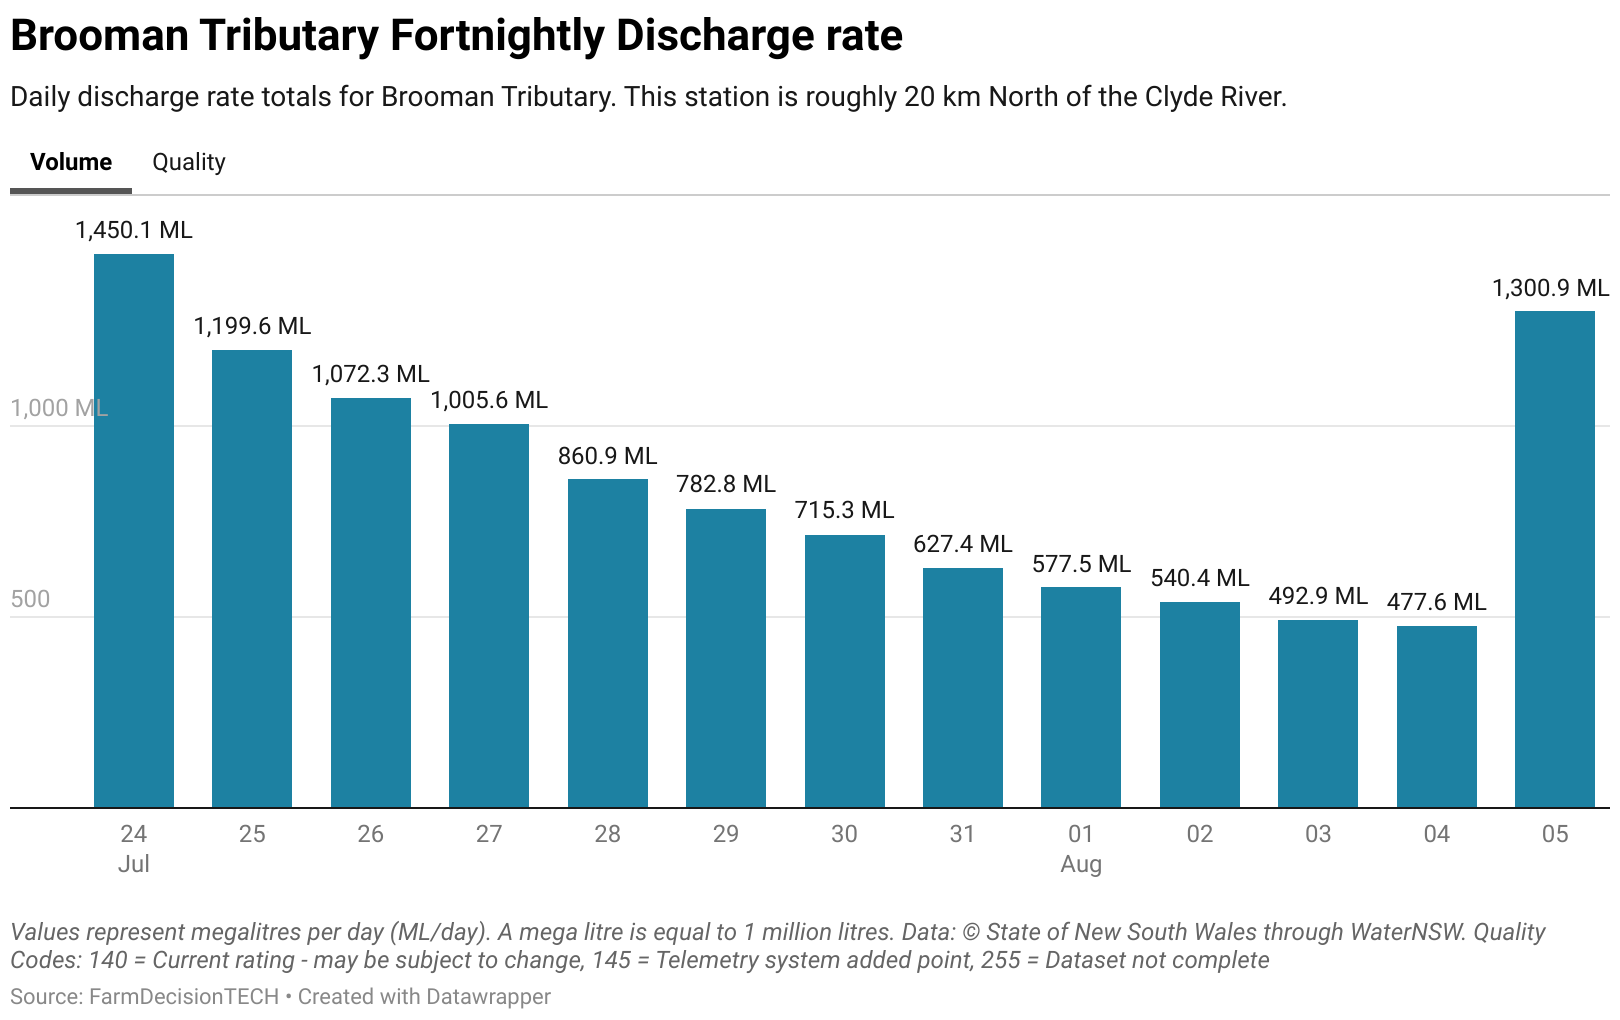 Brooman Tributary Fortnightly Discharge rate
Daily discharge rate totals for Brooman Tributary. This station is roughly 20 km North of the Clyde River.
Volume Quality
1,450.1 ML
1,300.9 ML
1,199.6 ML
1,072.3 ML
1,005.6 ML
1,000 ML
860.9 ML
782.8 ML
715.3 ML
627.4 ML
577.5 ML
540.4 ML
492.9 ML
477.6 ML
500
24 25 26 27 28 29 30 31 01 02 03 04 05
Jul Aug
Values represent megalitres per day (ML/day). A mega litre is equal to 1 million litres. Data: © State of New South Wales through WaterNSW. Quality
Codes: 140 = Current rating - may be subject to change, 145 = Telemetry system added point, 255 = Dataset not complete
Source: FarmDecisionTECH • Created with Datawrapper